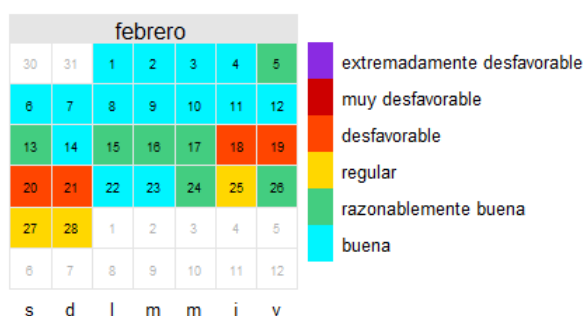 febrero
30 31 1 2 3 4 5
6 7 8 9 10 11 12
13 14 15 16 17 18 19
20 21 22 23 24 25 26
27 28 1 2 3 4 5
6 7 8 9 10 11 12
s d l m m j v
extremadamente desfavorable
muy desfavorable
desfavorable
regular
razonablemente buena
buena